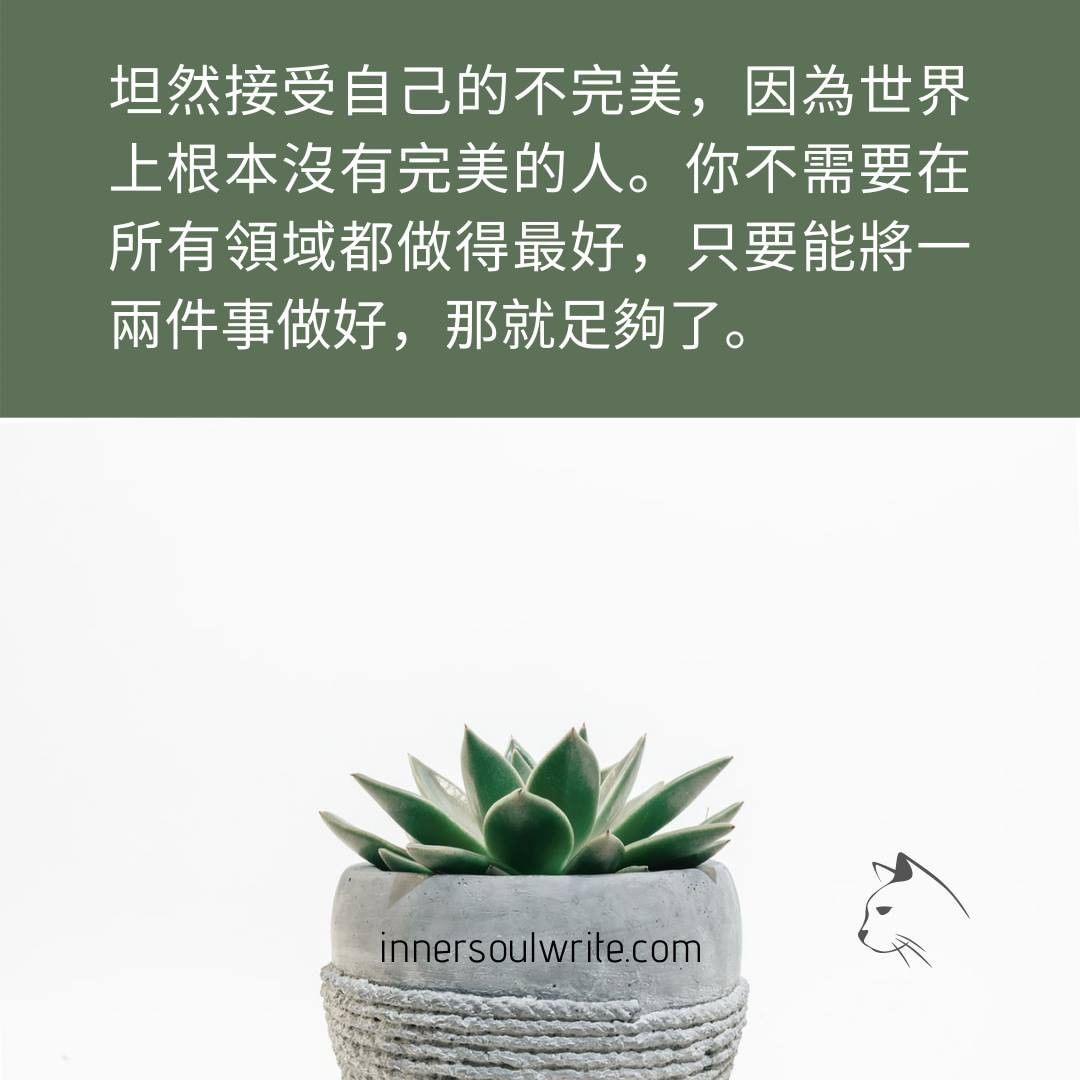 坦然接受自己的不完美，因為世界
上根本沒有完美的人。你不需要在
所有領域都做得最好，只要能將一
兩件事做好，那就足夠了。
innersoulwrite.com